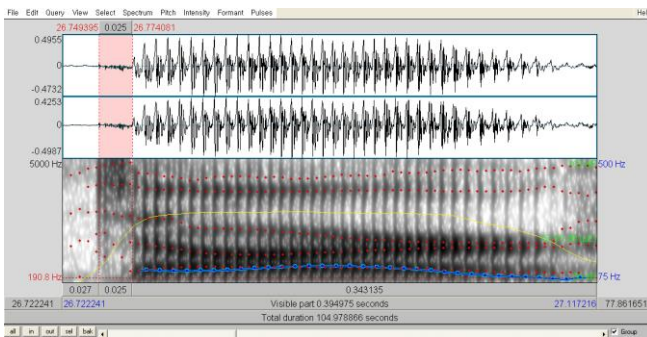 File Edit Query View Select Spectrum Pitch Intensity Formant Pulses Hel
26.749395 0.025 26.774081
0.4955
0
-0.4732
0.4253
0
-0.4987
5000 Hz 500 Hz
190.8 Hz 75 Hz
0.027 0.025 0.343135
26.722241 26.722241 Visible part 0.394975 seconds 27.117216 77.861651
Total duration 104.978866 seconds
all in out sel bak Group